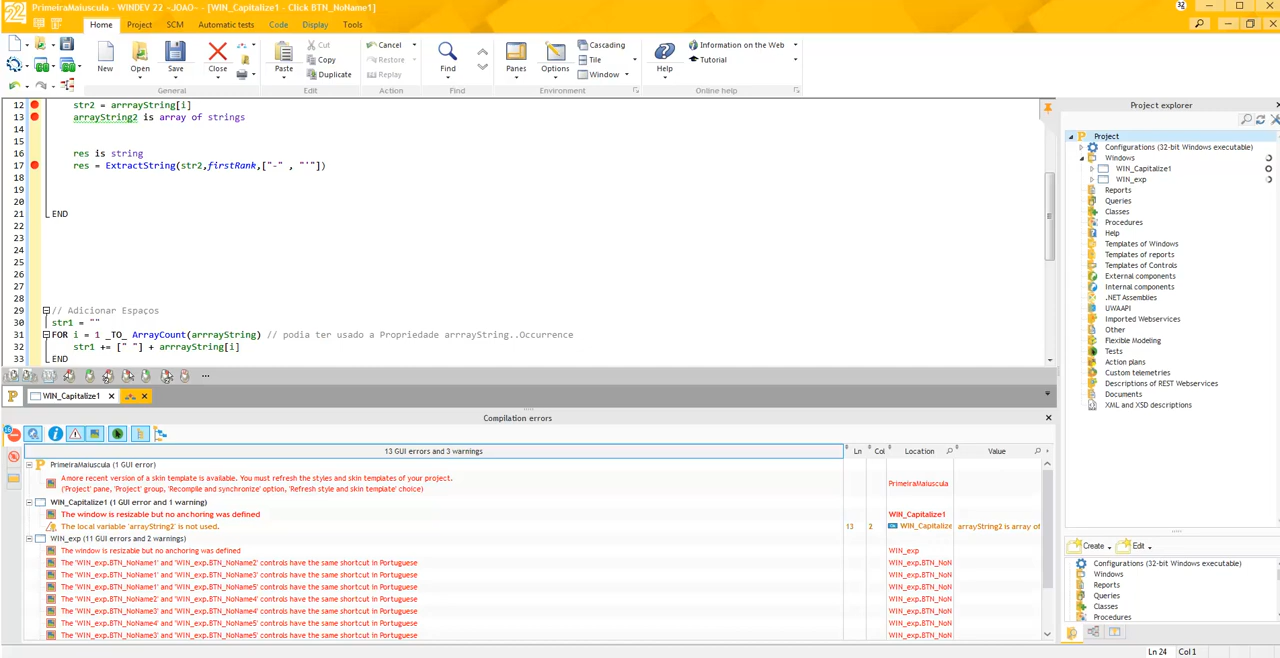 PrimeiraMaiuscula - WINDEV 22 -JOAO- - [WIN_Capitalize1 - Click BTN_NoName1]
22
32
Home Project SCM Automatic tests Code Display Tools
New Open Save Close
General
Paste
Cut
Copy
Duplicate
Edit
Cancel
Restore
Replay
Action
Find
Find
Panes Options
Cascading
Tile
Window
Environment
Help
Information on the Web
Tutorial
Online help
12 str2 = arrrayString[i]
13 arrayString2 is array of strings
14
15
16 res is string
17 res = ExtractString(str2,firstRank,["-" , "'"])
18
19
20
21 END
22
23
24
25
26
27
28
29 // Adicionar Espaços
30 str1 = ""
31 FOR i = 1 _TO_ ArrayCount(arrrayString) // podia ter usado a Propriedade arrrayString..Occurrence
32 str1 += [" "] + arrrayString[i]
33 END
WIN_Capitalize1
Compilation errors
13 GUI errors and 3 warnings Ln Col Location Value
PrimeiraMaiuscula (1 GUI error)
A more recent version of a skin template is available. You must refresh the styles and skin templates of your project.
('Project' pane, 'Project' group, 'Recompile and synchronize' option, 'Refresh style and skin template' choice)
PrimeiraMaiuscula
WIN_Capitalize1 (1 GUI error and 1 warning)
The window is resizable but no anchoring was defined WIN_Capitalize1
The local variable 'arrayString2' is not used. 13 2 WIN_Capitalize arrayString2 is array of
WIN_exp (11 GUI errors and 2 warnings)
The window is resizable but no anchoring was defined WIN_exp
The 'WIN_exp.BTN_NoName1' and 'WIN_exp.BTN_NoName2' controls have the same shortcut in Portuguese WIN_exp.BTN_NoN
The 'WIN_exp.BTN_NoName1' and 'WIN_exp.BTN_NoName3' controls have the same shortcut in Portuguese WIN_exp.BTN_NoN
The 'WIN_exp.BTN_NoName1' and 'WIN_exp.BTN_NoName5' controls have the same shortcut in Portuguese WIN_exp.BTN_NoN
The 'WIN_exp.BTN_NoName2' and 'WIN_exp.BTN_NoName4' controls have the same shortcut in Portuguese WIN_exp.BTN_NoN
The 'WIN_exp.BTN_NoName3' and 'WIN_exp.BTN_NoName4' controls have the same shortcut in Portuguese WIN_exp.BTN_NoN
The 'WIN_exp.BTN_NoName4' and 'WIN_exp.BTN_NoName5' controls have the same shortcut in Portuguese WIN_exp.BTN_NoN
The 'WIN_exp.BTN_NoName3' and 'WIN_exp.BTN_NoName5' controls have the same shortcut in Portuguese WIN_exp.BTN_NoN
Project explorer
Project
Configurations (32-bit Windows executable)
Windows
WIN_Capitalize1
WIN_exp
Reports
Queries
Classes
Procedures
Help
Templates of Windows
Templates of reports
Templates of Controls
External components
Internal components
.NET Assemblies
UWAAPI
Imported Webservices
Other
Flexible Modeling
Tests
Action plans
Custom telemetries
Descriptions of REST Webservices
Documents
XML and XSD descriptions
Create Edit
Configurations (32-bit Windows executable)
Windows
Reports
Queries
Classes
Procedures
Ln 24 Col 1